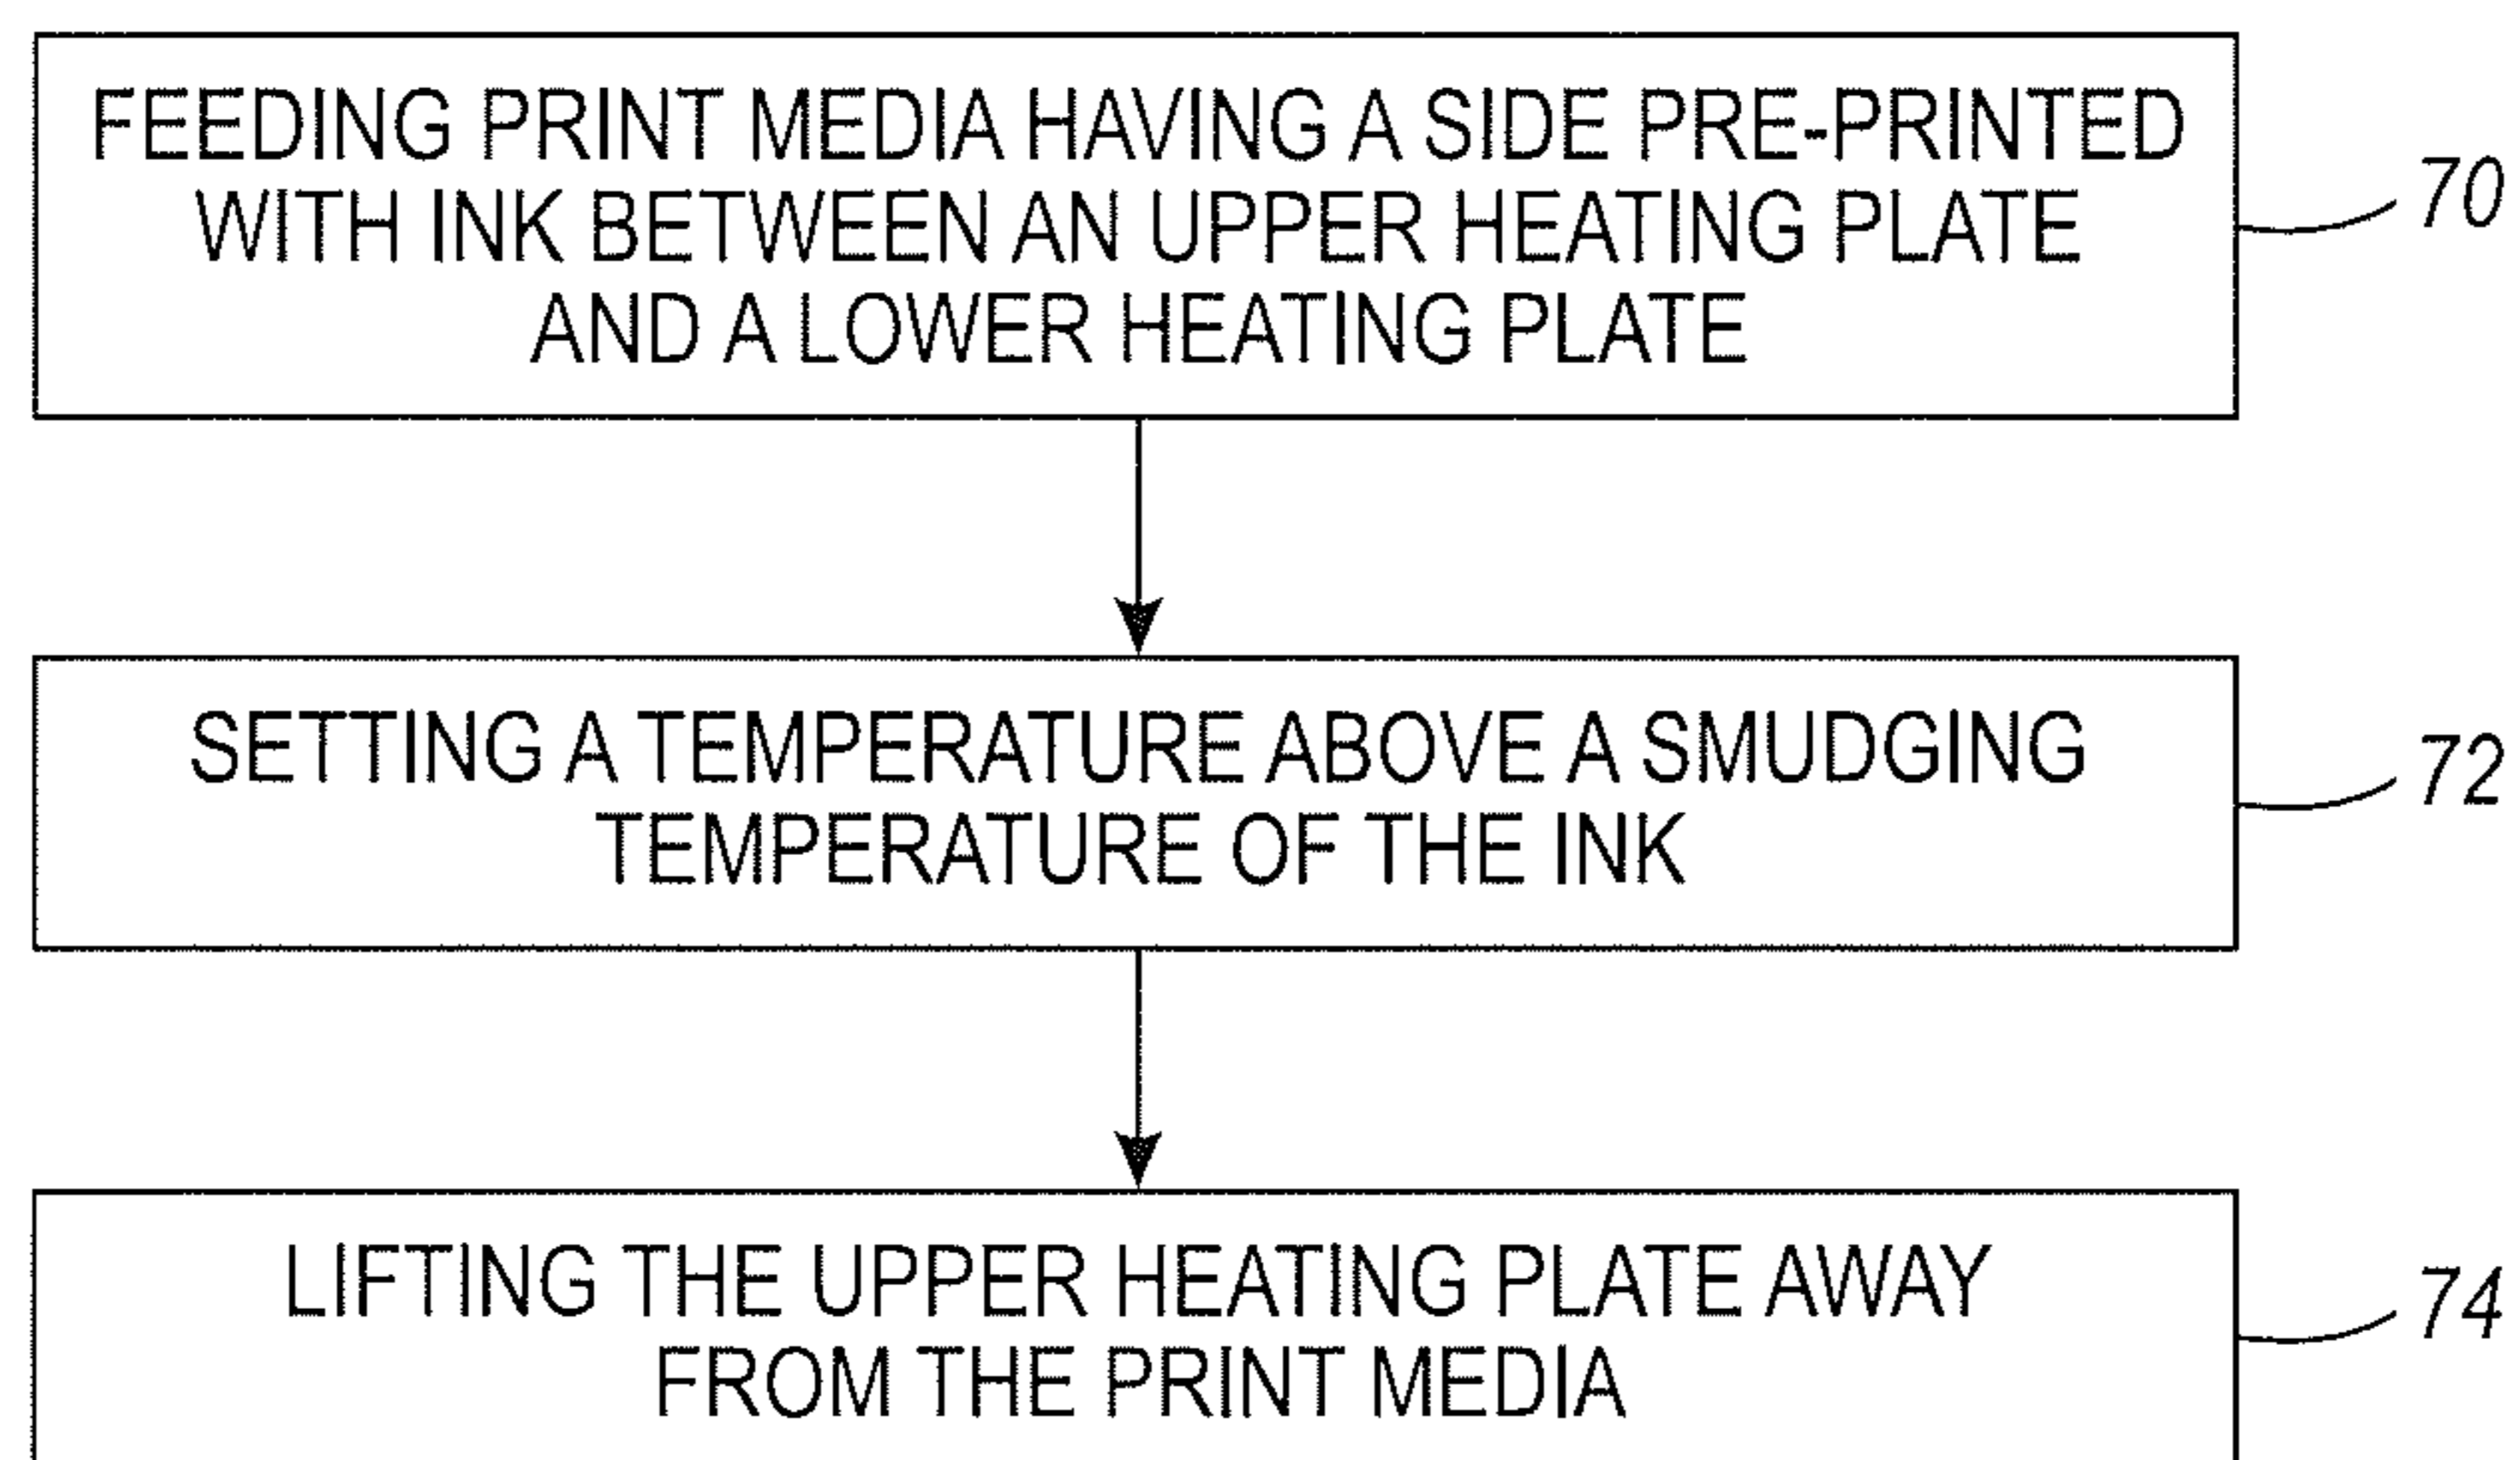 FEEDING PRINT MEDIA HAVING A SIDE PRE-PRINTED
WITH INK BETWEEN AN UPPER HEATING PLATE
AND A LOWER HEATING PLATE
70
SETTING A TEMPERATURE ABOVE A SMUDGING
TEMPERATURE OF THE INK
72
LIFTING THE UPPER HEATING PLATE AWAY
FROM THE PRINT MEDIA
74